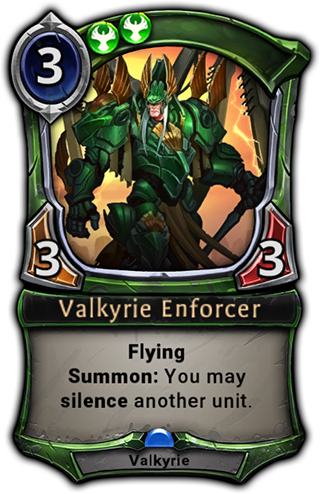 3
3
3
Valkyrie Enforcer
Flying
Summon: You may
silence another unit.
Valkyrie